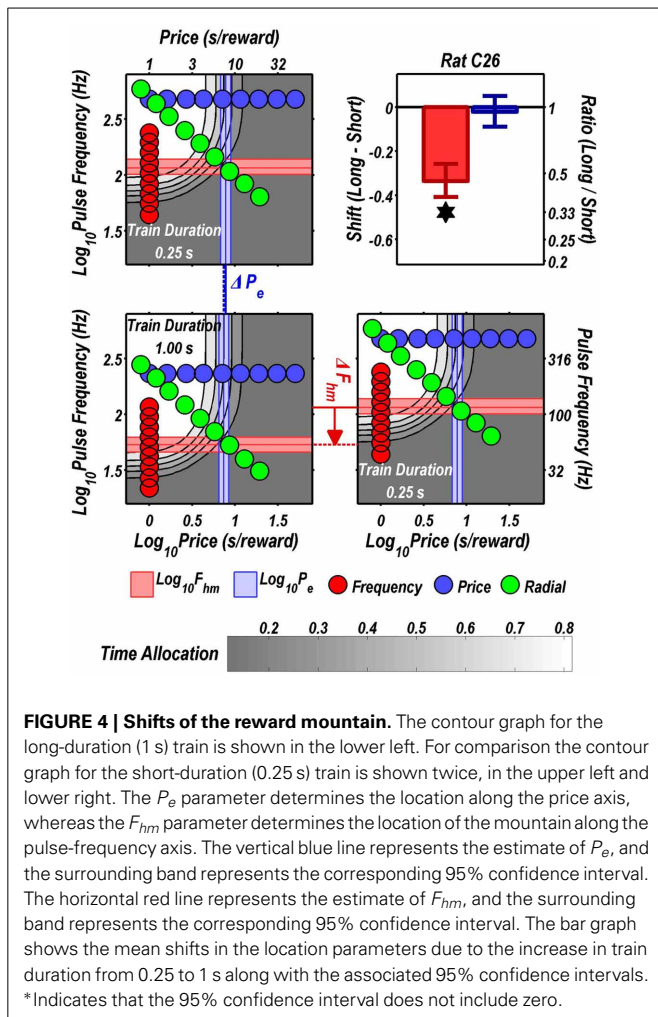 Price (s/reward)
1 3 10 32
Rat C26
Log10Pulse Frequency (Hz)
2.5
2
1.5
Train Duration
0.25 s
Shift (Long - Short)
0
-0.2
-0.4
-0.6
Ratio (Long / Short)
1
0.5
0.33
0.25
0.2
Δ Pe
Log10Pulse Frequency (Hz)
2.5
2
1.5
Train Duration
1.00 s
Δ Fhm
Train Duration
0.25 s
Pulse Frequency (Hz)
316
100
32
0 0.5 1 1.5
0 0.5 1 1.5
Log10Price (s/reward)
Log10Price (s/reward)
Log10Fhm Log10Pe Frequency Price Radial
0.2 0.3 0.4 0.5 0.6 0.7 0.8
Time Allocation
FIGURE 4 | Shifts of the reward mountain. The contour graph for the
long-duration (1 s) train is shown in the lower left. For comparison the contour
graph for the short-duration (0.25 s) train is shown twice, in the upper left and
lower right. The Pe parameter determines the location along the price axis,
whereas the Fhm parameter determines the location of the mountain along the
pulse-frequency axis. The vertical blue line represents the estimate of Pe, and
the surrounding band represents the corresponding 95% confidence interval.
The horizontal red line represents the estimate of Fhm, and the surrounding
band represents the corresponding 95% confidence interval. The bar graph
shows the mean shifts in the location parameters due to the increase in train
duration from 0.25 to 1 s along with the associated 95% confidence intervals.
*Indicates that the 95% confidence interval does not include zero.